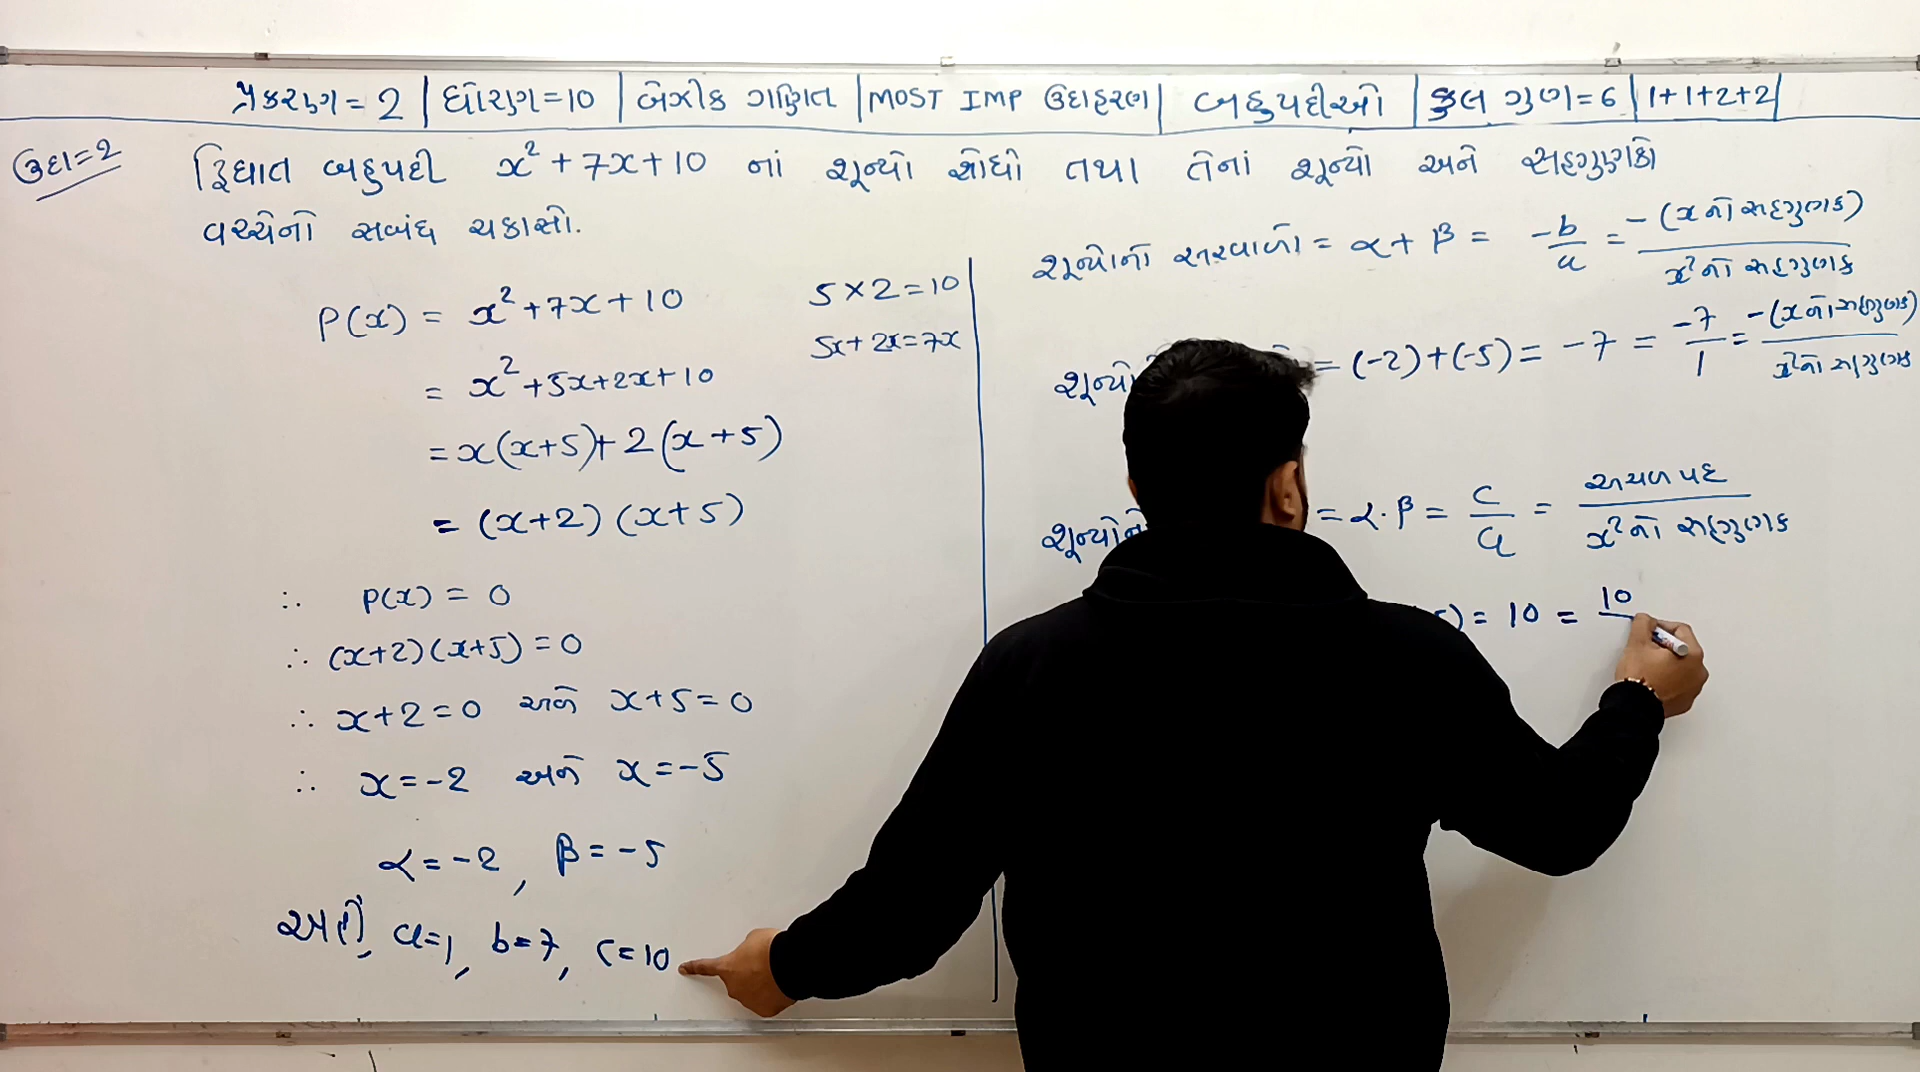 પ્રકરણ = 2 | ધોરણ = 10 | બેઝીક ગણિત | MOST IMP ઉદાહરણ | બહુપદીઓ | કુલ ગુણ = 6 | 1+1+2+2
ઉદા=2 દ્વિઘાત બહુપદી x² + 7x + 10 નાં શૂન્યો શોધો તથા તેનાં શૂન્યો અને સહગુણકો
વચ્ચેનો સબંધ ચકાસો.
P(x) = x² + 7x + 10
= x² + 5x + 2x + 10
= x(x+5) + 2(x+5)
= (x+2) (x+5)
∴ P(x) = 0
∴ (x+2)(x+5) = 0
∴ x+2 = 0 અને x+5 = 0
∴ x = -2 અને x = -5
α = -2, β = -5
અહીં, a=1, b=7, c=10
5 × 2 = 10
5x + 2x = 7x
શૂન્યોનો સરવાળો = α + β = -b/a = -(x નો સહગુણક)/x² નો સહગુણક
= (-2) + (-5) = -7 = -7/1 = -(x નો સહગુણક)/x² નો સહગુણક
= α·β = c/a = અચળ પદ/x² નો સહગુણક
) = 10 = 10